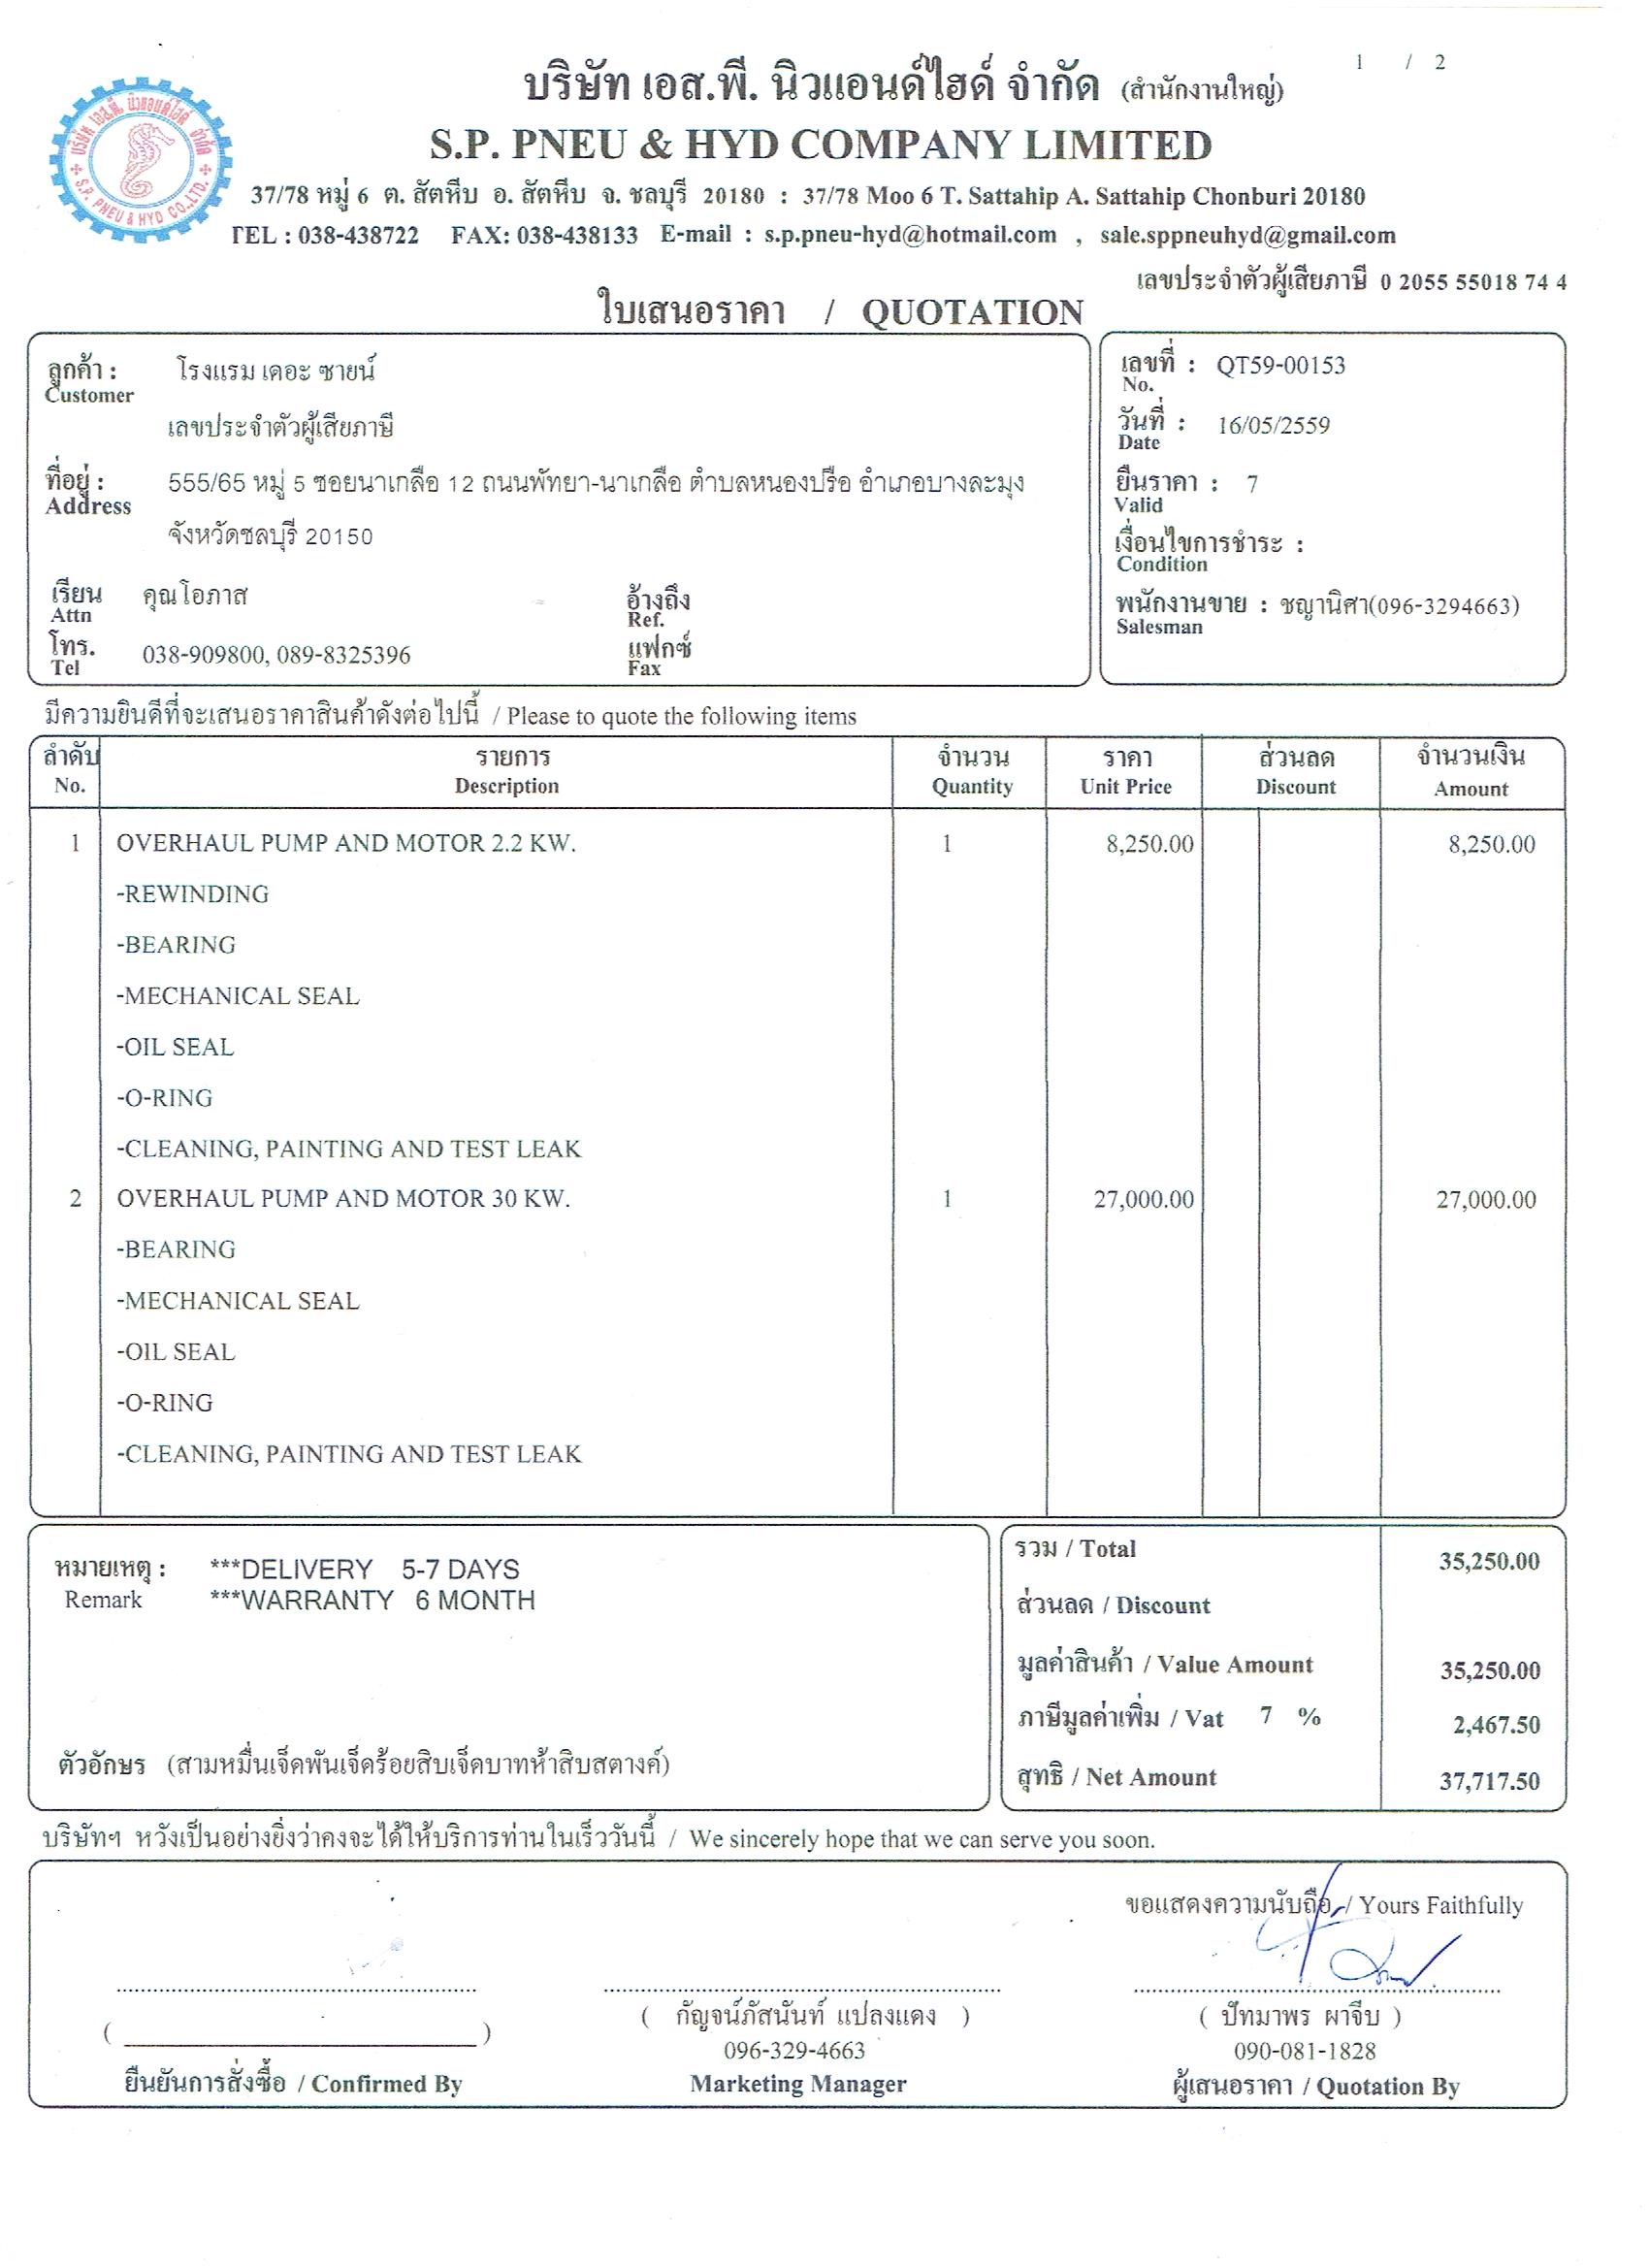 1 / 2
บริษัท เอส.พี. นิวแอนด์ไฮด์ จำกัด (สำนักงานใหญ่)
S.P. PNEU & HYD COMPANY LIMITED
บริษัท เอส.พี. นิวแอนด์ไฮด์ จำกัด
S.P. PNEU & HYD CO.,LTD.
37/78 หมู่ 6 ต. สัตหีบ อ. สัตหีบ จ. ชลบุรี 20180 : 37/78 Moo 6 T. Sattahip A. Sattahip Chonburi 20180
TEL : 038-438722 FAX: 038-438133 E-mail : s.p.pneu-hyd@hotmail.com , sale.sppneuhyd@gmail.com
เลขประจำตัวผู้เสียภาษี 0 2055 55018 74 4
ใบเสนอราคา / QUOTATION
ลูกค้า : โรงแรม เดอะ ซายน์
Customer
เลขประจำตัวผู้เสียภาษี
ที่อยู่ : 555/65 หมู่ 5 ซอยนาเกลือ 12 ถนนพัทยา-นาเกลือ ตำบลหนองปรือ อำเภอบางละมุง
Address
จังหวัดชลบุรี 20150
เรียน คุณโอภาส อ้างถึง
Attn Ref.
โทร. 038-909800, 089-8325396 แฟกซ์
Tel Fax
เลขที่ : QT59-00153
No.
วันที่ : 16/05/2559
Date
ยืนราคา : 7
Valid
เงื่อนไขการชำระ :
Condition
พนักงานขาย : ชญานิศา(096-3294663)
Salesman
มีความยินดีที่จะเสนอราคาสินค้าดังต่อไปนี้ / Please to quote the following items
ลำดับ รายการ จำนวน ราคา ส่วนลด จำนวนเงิน
No. Description Quantity Unit Price Discount Amount
1 OVERHAUL PUMP AND MOTOR 2.2 KW. 1 8,250.00 8,250.00
-REWINDING
-BEARING
-MECHANICAL SEAL
-OIL SEAL
-O-RING
-CLEANING, PAINTING AND TEST LEAK
2 OVERHAUL PUMP AND MOTOR 30 KW. 1 27,000.00 27,000.00
-BEARING
-MECHANICAL SEAL
-OIL SEAL
-O-RING
-CLEANING, PAINTING AND TEST LEAK
หมายเหตุ : ***DELIVERY 5-7 DAYS
Remark ***WARRANTY 6 MONTH
ตัวอักษร (สามหมื่นเจ็ดพันเจ็ดร้อยสิบเจ็ดบาทห้าสิบสตางค์)
รวม / Total 35,250.00
ส่วนลด / Discount
มูลค่าสินค้า / Value Amount 35,250.00
ภาษีมูลค่าเพิ่ม / Vat 7 % 2,467.50
สุทธิ / Net Amount 37,717.50
บริษัทฯ หวังเป็นอย่างยิ่งว่าคงจะได้ให้บริการท่านในเร็ววันนี้ / We sincerely hope that we can serve you soon.
ขอแสดงความนับถือ / Yours Faithfully
( กัญจน์ภัสนันท์ แปลงแดง ) ( ปัทมาพร ผาจีบ )
096-329-4663 090-081-1828
ยืนยันการสั่งซื้อ / Confirmed By Marketing Manager ผู้เสนอราคา / Quotation By